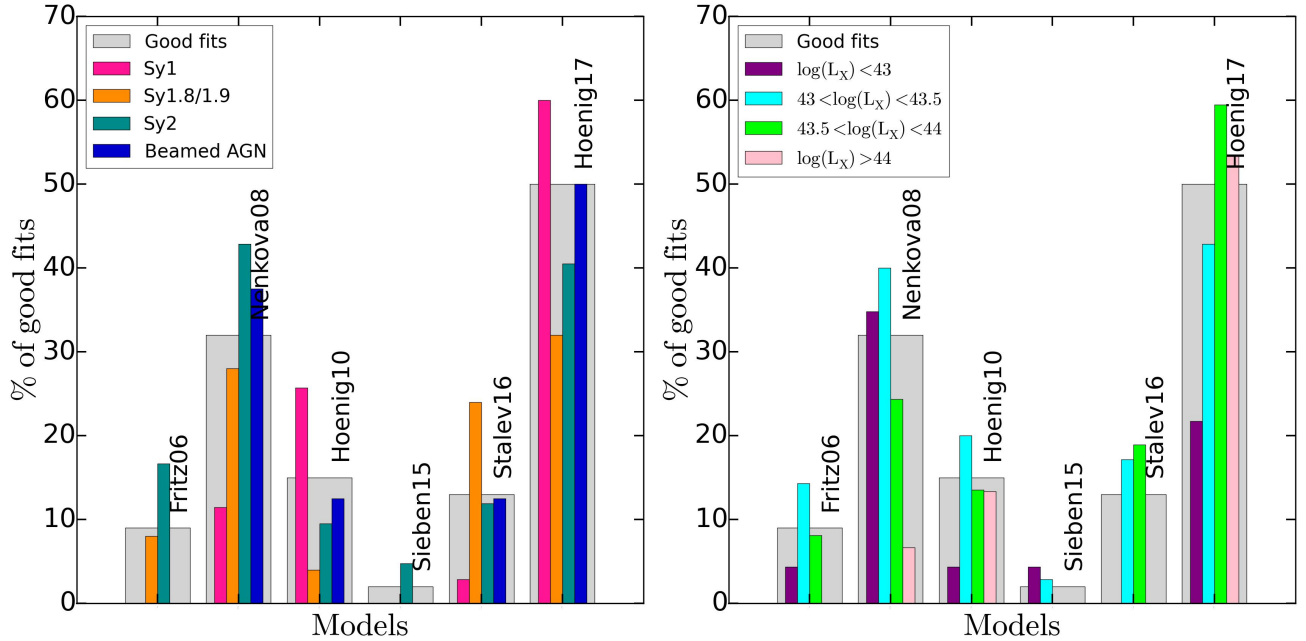 70
60
50
40
30
20
10
0
% of good fits
Good fits
Sy1
Sy1.8/1.9
Sy2
Beamed AGN
Fritz06
Nenkova08
Hoenig10
Sieben15
Stalev16
Hoenig17
Models
70
60
50
40
30
20
10
0
% of good fits
Good fits
log(L_X) <43
43 <log(L_X) <43.5
43.5 <log(L_X) <44
log(L_X) >44
Fritz06
Nenkova08
Hoenig10
Sieben15
Stalev16
Hoenig17
Models